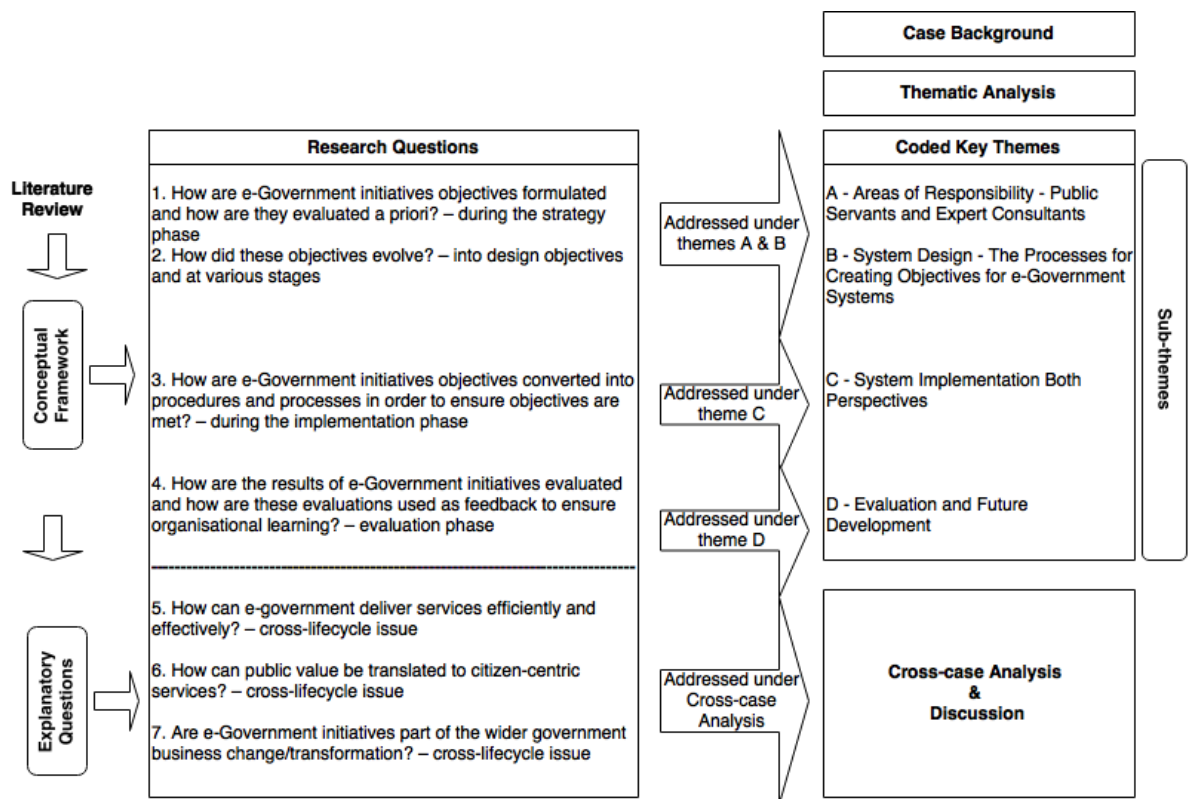 Case Background
Thematic Analysis
Literature
Review
Conceptual
Framework
Explanatory
Questions
Research Questions
1. How are e-Government initiatives objectives formulated
and how are they evaluated a priori? – during the strategy
phase
2. How did these objectives evolve? – into design objectives
and at various stages
3. How are e-Government initiatives objectives converted into
procedures and processes in order to ensure objectives are
met? – during the implementation phase
4. How are the results of e-Government initiatives evaluated
and how are these evaluations used as feedback to ensure
organisational learning? – evaluation phase
5. How can e-government deliver services efficiently and
effectively? – cross-lifecycle issue
6. How can public value be translated to citizen-centric
services? – cross-lifecycle issue
7. Are e-Government initiatives part of the wider government
business change/transformation? – cross-lifecycle issue
Addressed under
themes A & B
Addressed under
theme C
Addressed under
theme D
Addressed under
Cross-case
Analysis
Coded Key Themes
A - Areas of Responsibility - Public
Servants and Expert Consultants
B - System Design - The Processes for
Creating Objectives for e-Government
Systems
C - System Implementation Both
Perspectives
D - Evaluation and Future
Development
Sub-themes
Cross-case Analysis
&
Discussion